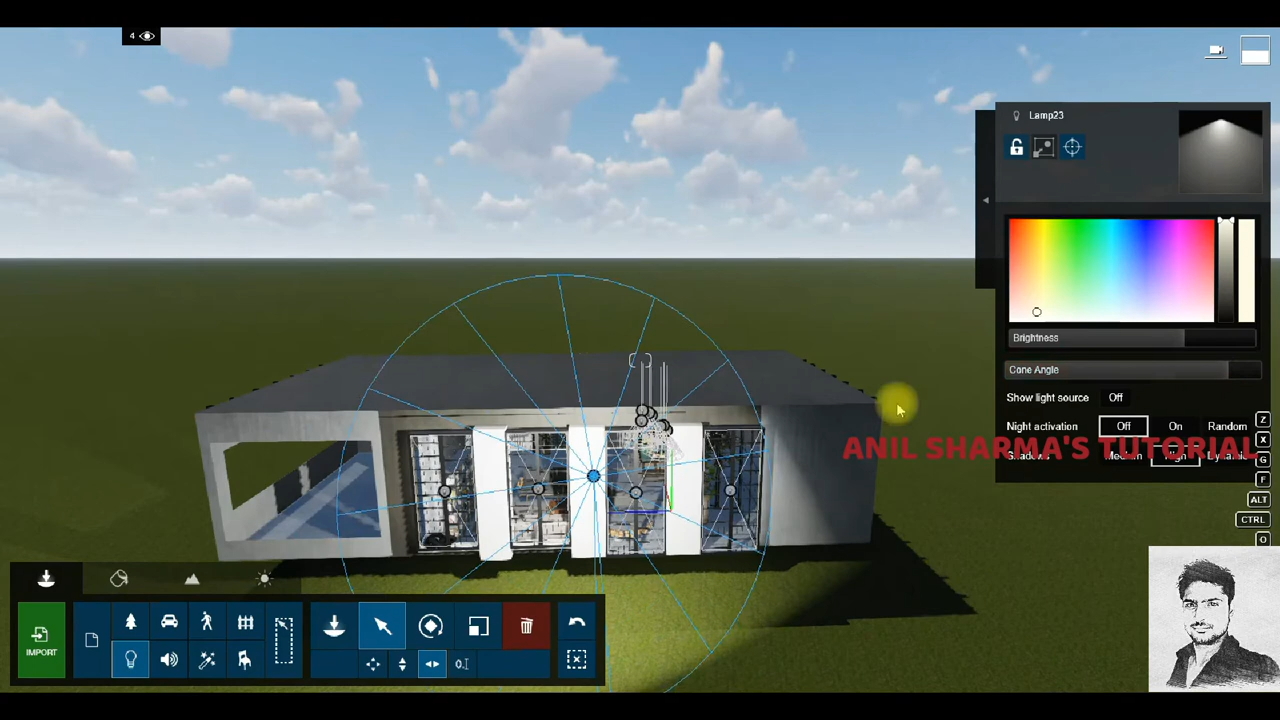 4
Lamp23
Brightness
Cone Angle
Show light source Off
Night activation Off On Random
Z
X
G
F
ALT
CTRL
O
ANIL SHARMA'S TUTORIAL
IMPORT